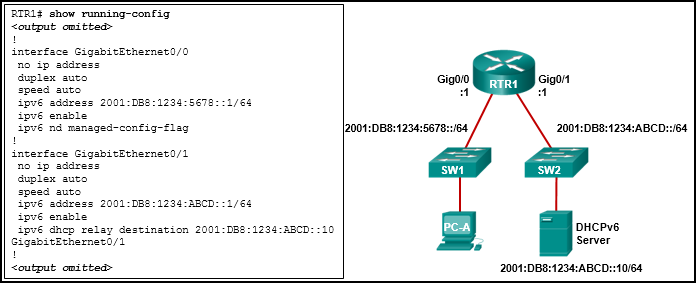 RTR1# show running-config
<output omitted>
!
interface GigabitEthernet0/0
no ip address
duplex auto
speed auto
ipv6 address 2001:DB8:1234:5678::1/64
ipv6 enable
ipv6 nd managed-config-flag
!
interface GigabitEthernet0/1
no ip address
duplex auto
speed auto
ipv6 address 2001:DB8:1234:ABCD::1/64
ipv6 enable
ipv6 dhcp relay destination 2001:DB8:1234:ABCD::10
GigabitEthernet0/1
!
<output omitted>
Gig0/0
:1
RTR1
Gig0/1
:1
2001:DB8:1234:5678::/64
2001:DB8:1234:ABCD::/64
SW1
SW2
PC-A
DHCPv6
Server
2001:DB8:1234:ABCD::10/64